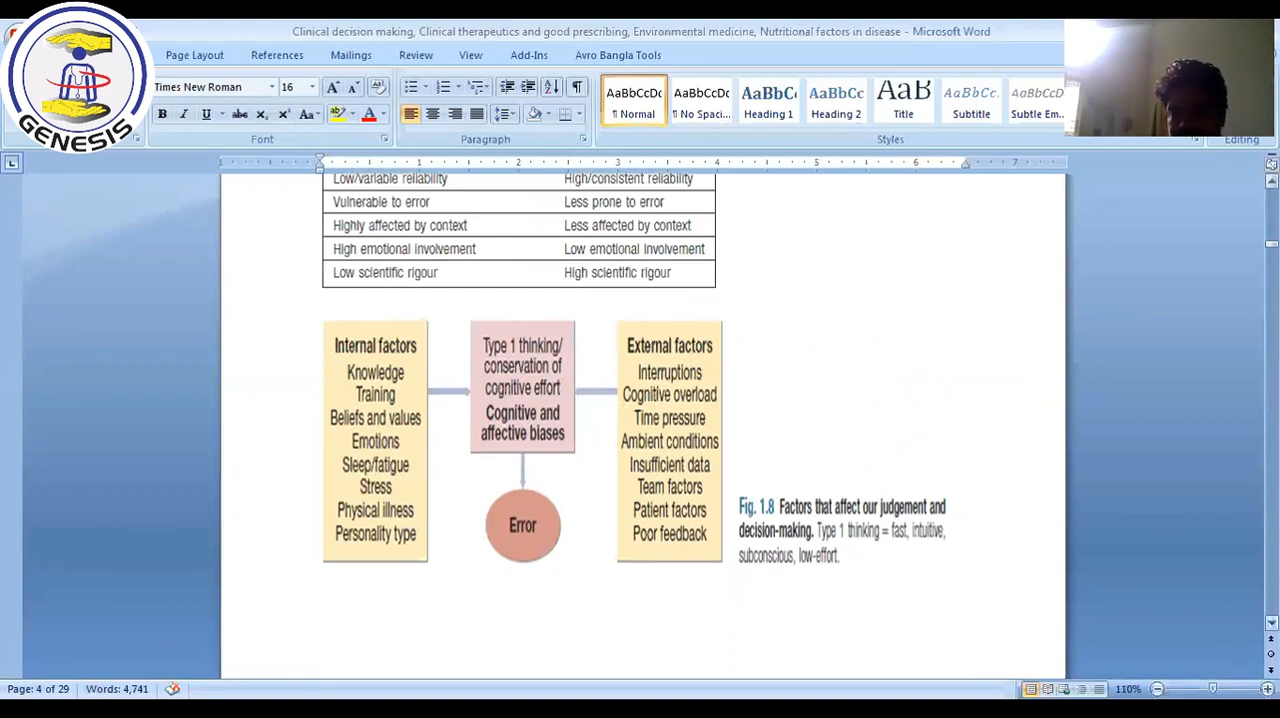 Clinical decision making, Clinical therapeutics and good prescribing, Environmental medicine, Nutritional factors in disease - Microsoft Word
Page Layout References Mailings Review View Add-Ins Avro Bangla Tools
Times New Roman 16
AaBbCcDc AaBbCcDc AaBbC AaBbCc AaB AaBbCc. AaBbCcDc
¶ Normal ¶ No Spaci... Heading 1 Heading 2 Title Subtitle Subtle Em...
Font Paragraph Styles Editing
GENESIS
1 2 3 4 5 6 7
Low/variable reliability High/consistent reliability
Vulnerable to error Less prone to error
Highly affected by context Less affected by context
High emotional involvement Low emotional involvement
Low scientific rigour High scientific rigour
Internal factors
Knowledge
Training
Beliefs and values
Emotions
Sleep/fatigue
Stress
Physical illness
Personality type
Type 1 thinking/
conservation of
cognitive effort
Cognitive and
affective biases
Error
External factors
Interruptions
Cognitive overload
Time pressure
Ambient conditions
Insufficient data
Team factors
Patient factors
Poor feedback
Fig. 1.8 Factors that affect our judgement and
decision-making. Type 1 thinking = fast, intuitive,
subconscious, low-effort.
Page: 4 of 29 Words: 4,741 110%